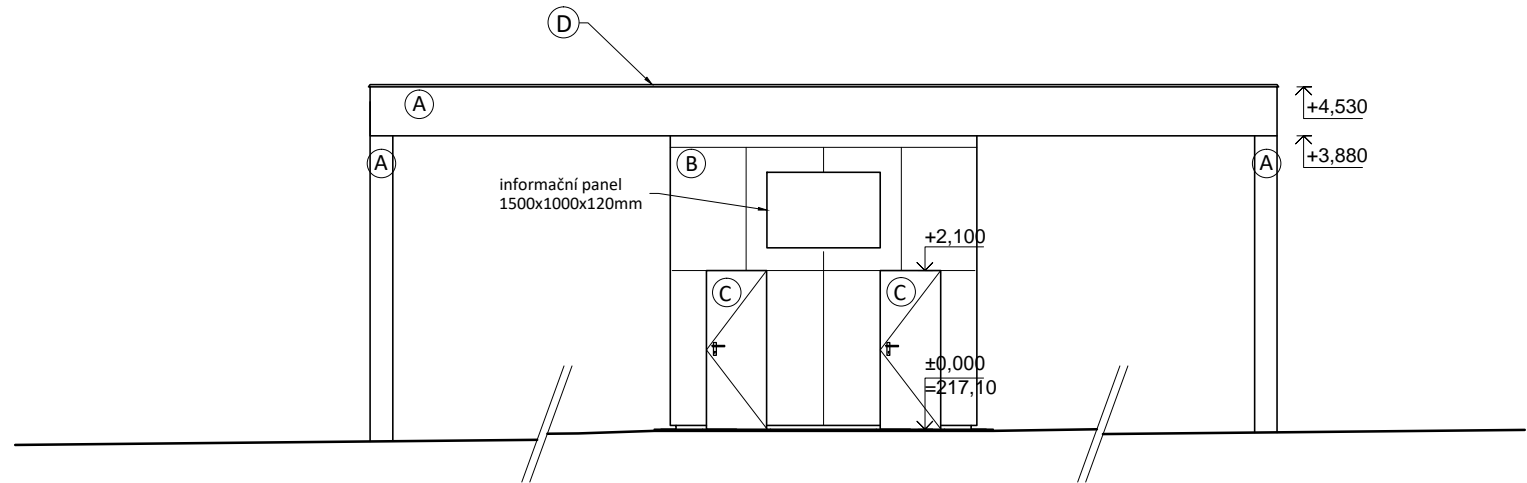 D
A
+4,530
A
B
A
+3,880
informační panel
1500x1000x120mm
+2,100
C
C
±0,000
=217,10